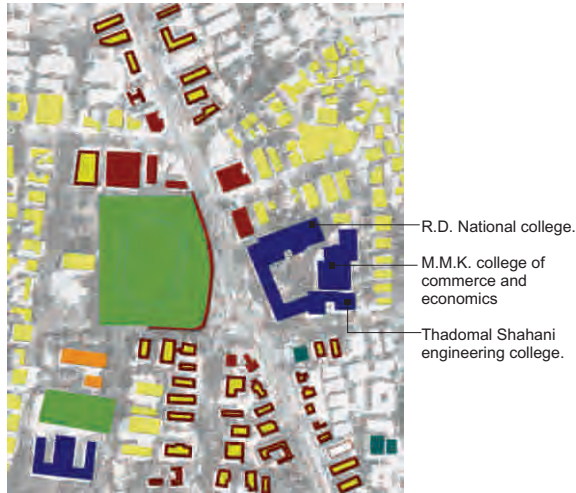 R.D. National college.
M.M.K. college of
commerce and
economics
Thadomal Shahani
engineering college.